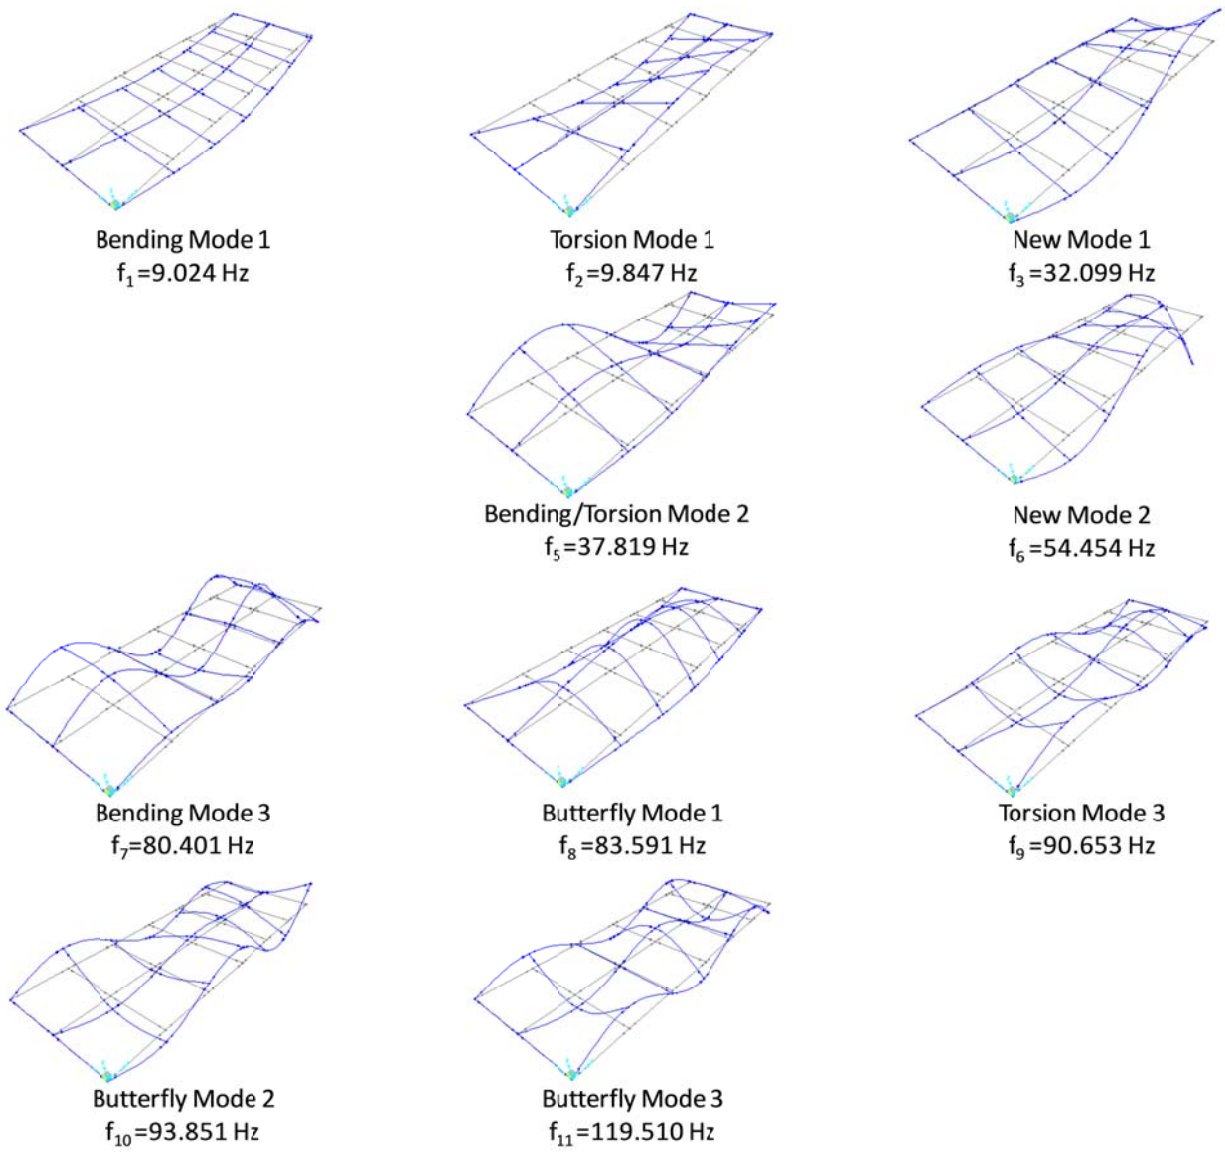 Bending Mode 1
f1=9.024 Hz
Torsion Mode 1
f2=9.847 Hz
New Mode 1
f3=32.099 Hz
Bending/Torsion Mode 2
f5=37.819 Hz
New Mode 2
f6=54.454 Hz
Bending Mode 3
f7=80.401 Hz
Butterfly Mode 1
f8=83.591 Hz
Torsion Mode 3
f9=90.653 Hz
Butterfly Mode 2
f10=93.851 Hz
Butterfly Mode 3
f11=119.510 Hz